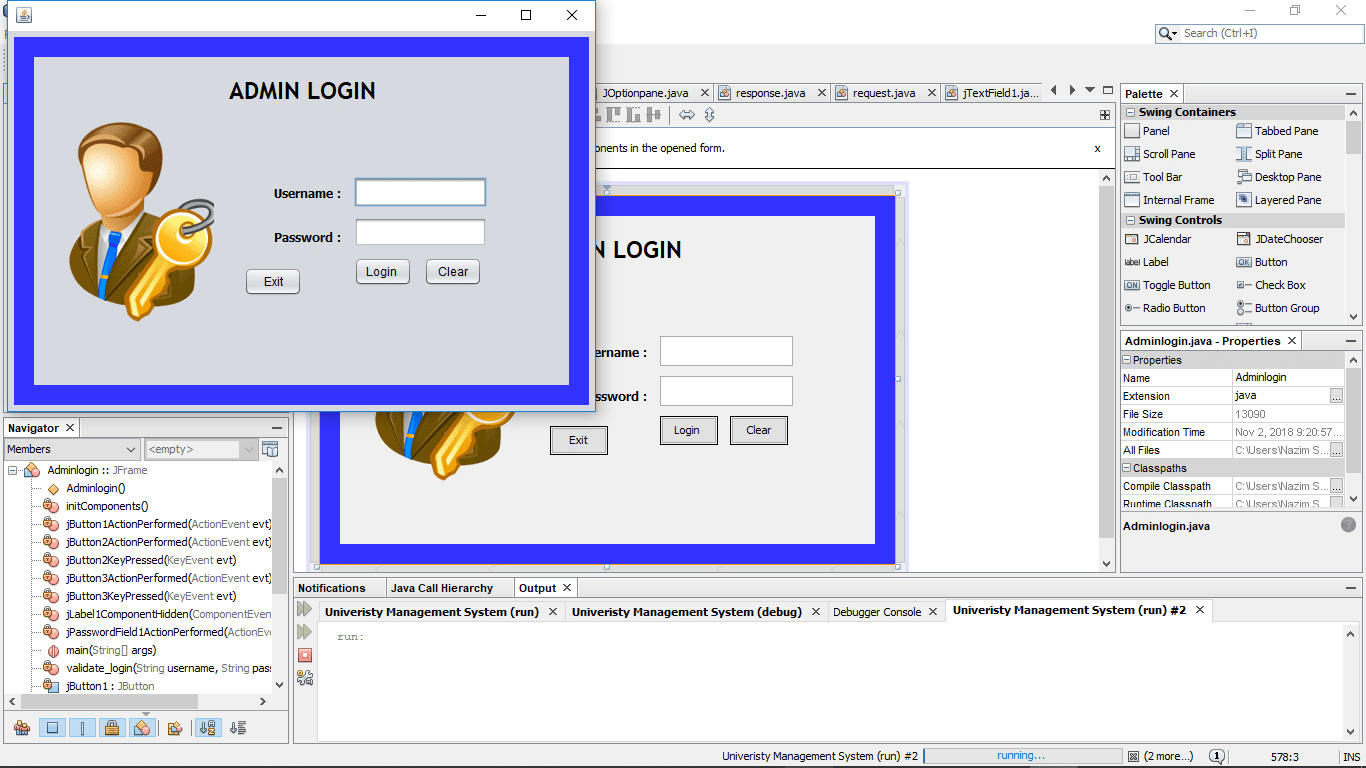 Search (Ctrl+I)
ADMIN LOGIN
Username :
Password :
Login
Clear
Exit
JOptionpane.java
response.java
request.java
jTextField1.ja...
onents in the opened form.
x
N LOGIN
ername :
ssword :
Login
Clear
Exit
Palette
Swing Containers
Panel
Tabbed Pane
Scroll Pane
Split Pane
Tool Bar
Desktop Pane
Internal Frame
Layered Pane
Swing Controls
JCalendar
JDateChooser
label Label
OK Button
ON Toggle Button
Check Box
Radio Button
Button Group
Adminlogin.java - Properties
Properties
Name Adminlogin
Extension java ...
File Size 13090
Modification Time Nov 2, 2018 9:20:57...
All Files C:\Users\Nazim S... ...
Classpaths
Compile Classpath C:\Users\Nazim S... ...
Runtime Classpath C:\Users\Nazim S... ...
Adminlogin.java
?
Navigator
Members
<empty>
Adminlogin :: JFrame
Adminlogin()
initComponents()
jButton1ActionPerformed(ActionEvent evt)
jButton2ActionPerformed(ActionEvent evt)
jButton2KeyPressed(KeyEvent evt)
jButton3ActionPerformed(ActionEvent evt)
jButton3KeyPressed(KeyEvent evt)
jLabel1ComponentHidden(ComponentEven
jPasswordField1ActionPerformed(ActionEve
main(String[] args)
validate_login(String username, String pass
jButton1 : JButton
Notifications
Java Call Hierarchy
Output
Univeristy Management System (run)
Univeristy Management System (debug)
Debugger Console
Univeristy Management System (run) #2
run:
Univeristy Management System (run) #2
running...
(2 more...)
1
578:3
INS